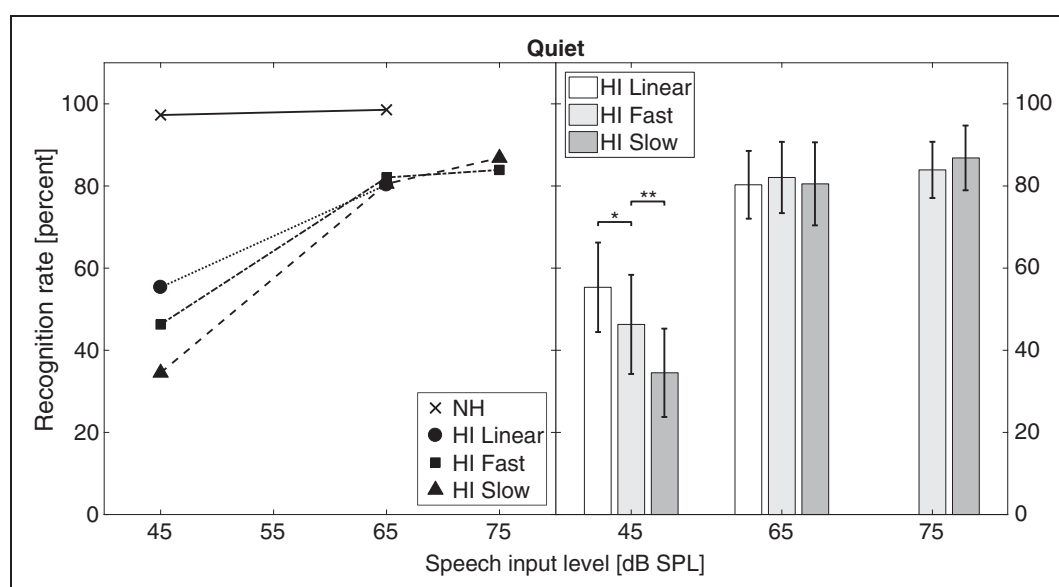 Quiet
Recognition rate [percent]
100
80
60
40
20
0
45
55
65
75
NH
HI Linear
HI Fast
HI Slow
HI Linear
HI Fast
HI Slow
*
**
45
65
75
100
80
60
40
20
0
Speech input level [dB SPL]